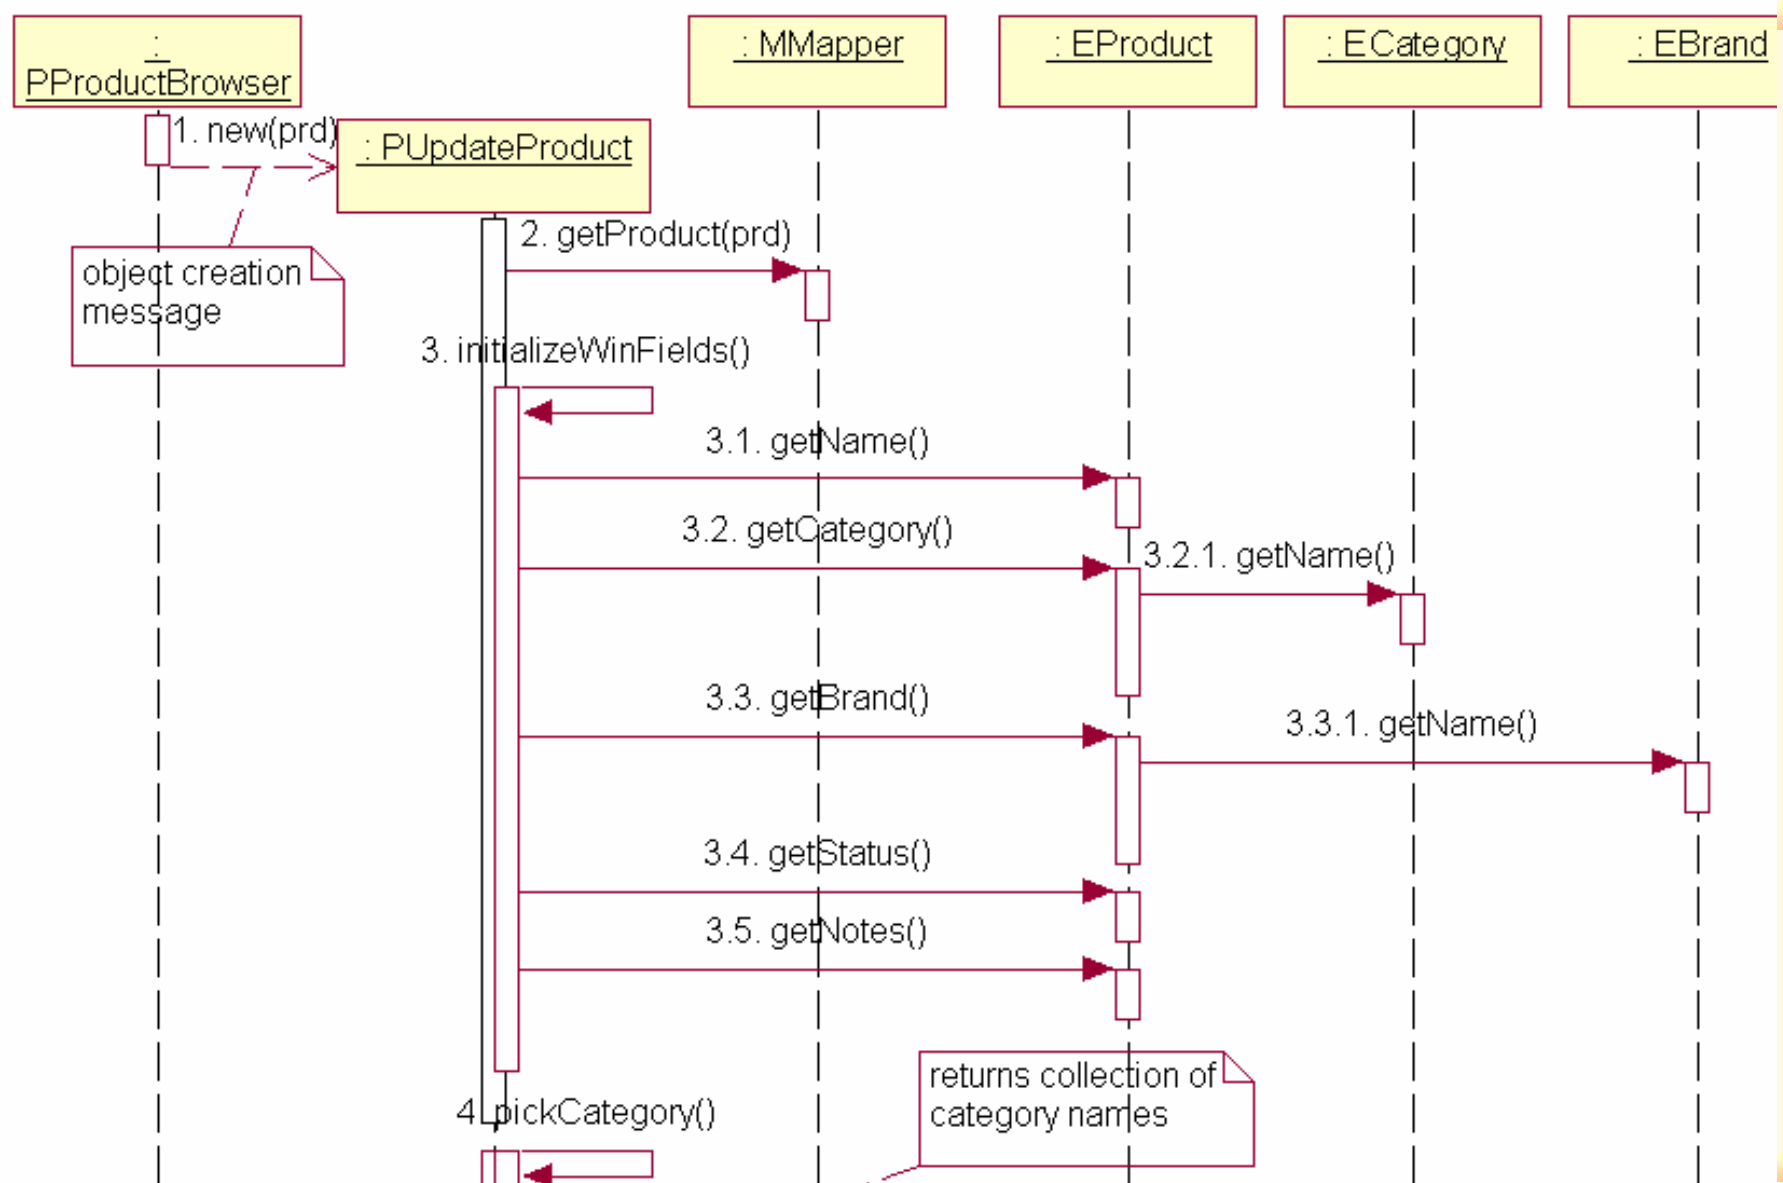 :
PProductBrowser
: MMapper
: EProduct
: ECategory
: EBrand
1. new(prd)
: PUpdateProduct
2. getProduct(prd)
object creation
message
3. initializeWinFields()
3.1. getName()
3.2. getCategory()
3.2.1. getName()
3.3. getBrand()
3.3.1. getName()
3.4. getStatus()
3.5. getNotes()
returns collection of
category names
4. pickCategory()